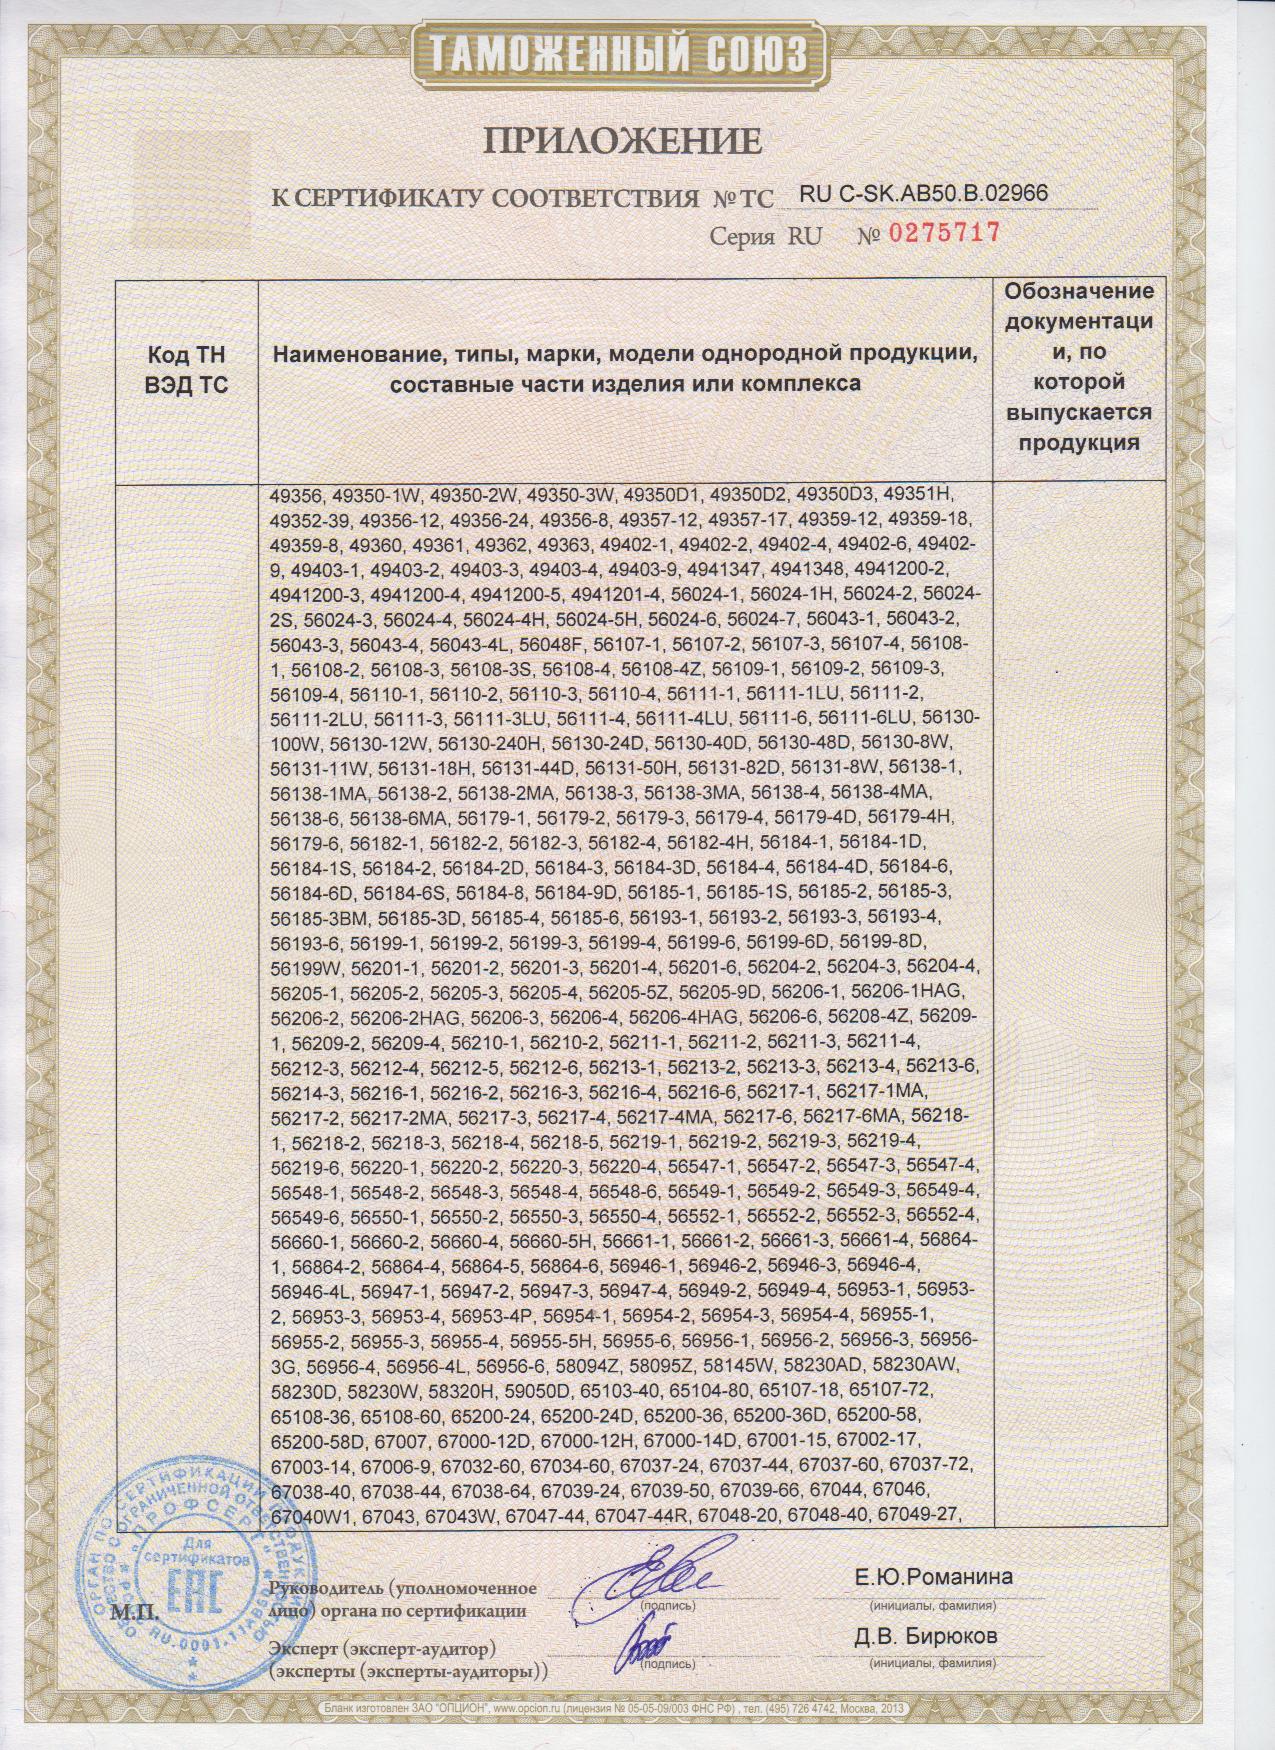 ТАМОЖЕННЫЙ СОЮЗ
ПРИЛОЖЕНИЕ
К СЕРТИФИКАТУ СООТВЕТСТВИЯ № ТС RU C-SK.АВ50.В.02966
Серия RU № 0275717
Код ТН
ВЭД ТС
Наименование, типы, марки, модели однородной продукции,
составные части изделия или комплекса
Обозначение
документаци
и, по
которой
выпускается
продукция
49356, 49350-1W, 49350-2W, 49350-3W, 49350D1, 49350D2, 49350D3, 49351H,
49352-39, 49356-12, 49356-24, 49356-8, 49357-12, 49357-17, 49359-12, 49359-18,
49359-8, 49360, 49361, 49362, 49363, 49402-1, 49402-2, 49402-4, 49402-6, 49402-
9, 49403-1, 49403-2, 49403-3, 49403-4, 49403-9, 4941347, 4941348, 4941200-2,
4941200-3, 4941200-4, 4941200-5, 4941201-4, 56024-1, 56024-1H, 56024-2, 56024-
2S, 56024-3, 56024-4, 56024-4H, 56024-5H, 56024-6, 56024-7, 56043-1, 56043-2,
56043-3, 56043-4, 56043-4L, 56048F, 56107-1, 56107-2, 56107-3, 56107-4, 56108-
1, 56108-2, 56108-3, 56108-3S, 56108-4, 56108-4Z, 56109-1, 56109-2, 56109-3,
56109-4, 56110-1, 56110-2, 56110-3, 56110-4, 56111-1, 56111-1LU, 56111-2,
56111-2LU, 56111-3, 56111-3LU, 56111-4, 56111-4LU, 56111-6, 56111-6LU, 56130-
100W, 56130-12W, 56130-240H, 56130-24D, 56130-40D, 56130-48D, 56130-8W,
56131-11W, 56131-18H, 56131-44D, 56131-50H, 56131-82D, 56131-8W, 56138-1,
56138-1MA, 56138-2, 56138-2MA, 56138-3, 56138-3MA, 56138-4, 56138-4MA,
56138-6, 56138-6MA, 56179-1, 56179-2, 56179-3, 56179-4, 56179-4D, 56179-4H,
56179-6, 56182-1, 56182-2, 56182-3, 56182-4, 56182-4H, 56184-1, 56184-1D,
56184-1S, 56184-2, 56184-2D, 56184-3, 56184-3D, 56184-4, 56184-4D, 56184-6,
56184-6D, 56184-6S, 56184-8, 56184-9D, 56185-1, 56185-1S, 56185-2, 56185-3,
56185-3BM, 56185-3D, 56185-4, 56185-6, 56193-1, 56193-2, 56193-3, 56193-4,
56193-6, 56199-1, 56199-2, 56199-3, 56199-4, 56199-6, 56199-6D, 56199-8D,
56199W, 56201-1, 56201-2, 56201-3, 56201-4, 56201-6, 56204-2, 56204-3, 56204-4,
56205-1, 56205-2, 56205-3, 56205-4, 56205-5Z, 56205-9D, 56206-1, 56206-1HAG,
56206-2, 56206-2HAG, 56206-3, 56206-4, 56206-4HAG, 56206-6, 56208-4Z, 56209-
1, 56209-2, 56209-4, 56210-1, 56210-2, 56211-1, 56211-2, 56211-3, 56211-4,
56212-3, 56212-4, 56212-5, 56212-6, 56213-1, 56213-2, 56213-3, 56213-4, 56213-6,
56214-3, 56216-1, 56216-2, 56216-3, 56216-4, 56216-6, 56217-1, 56217-1MA,
56217-2, 56217-2MA, 56217-3, 56217-4, 56217-4MA, 56217-6, 56217-6MA, 56218-
1, 56218-2, 56218-3, 56218-4, 56218-5, 56219-1, 56219-2, 56219-3, 56219-4,
56219-6, 56220-1, 56220-2, 56220-3, 56220-4, 56547-1, 56547-2, 56547-3, 56547-4,
56548-1, 56548-2, 56548-3, 56548-4, 56548-6, 56549-1, 56549-2, 56549-3, 56549-4,
56549-6, 56550-1, 56550-2, 56550-3, 56550-4, 56552-1, 56552-2, 56552-3, 56552-4,
56660-1, 56660-2, 56660-4, 56660-5H, 56661-1, 56661-2, 56661-3, 56661-4, 56864-
1, 56864-2, 56864-4, 56864-5, 56864-6, 56946-1, 56946-2, 56946-3, 56946-4,
56946-4L, 56947-1, 56947-2, 56947-3, 56947-4, 56949-2, 56949-4, 56953-1, 56953-
2, 56953-3, 56953-4, 56953-4P, 56954-1, 56954-2, 56954-3, 56954-4, 56955-1,
56955-2, 56955-3, 56955-4, 56955-5H, 56955-6, 56956-1, 56956-2, 56956-3, 56956-
3G, 56956-4, 56956-4L, 56956-6, 58094Z, 58095Z, 58145W, 58230AD, 58230AW,
58230D, 58230W, 58320H, 59050D, 65103-40, 65104-80, 65107-18, 65107-72,
65108-36, 65108-60, 65200-24, 65200-24D, 65200-36, 65200-36D, 65200-58,
65200-58D, 67007, 67000-12D, 67000-12H, 67000-14D, 67001-15, 67002-17,
67003-14, 67006-9, 67032-60, 67034-60, 67037-24, 67037-44, 67037-60, 67037-72,
67038-40, 67038-44, 67038-64, 67039-24, 67039-50, 67039-66, 67044, 67046,
67040W1, 67043, 67043W, 67047-44, 67047-44R, 67048-20, 67048-40, 67049-27,
ОРГАН ПО СЕРТИФИКАЦИИ ПРОДУКЦИИ
"ПРОФСЕРТ"
Для
сертификатов
ЕАС
М.П.
Руководитель (уполномоченное
лицо) органа по сертификации
(подпись)
Е.Ю.Романина
(инициалы, фамилия)
Эксперт (эксперт-аудитор)
(эксперты (эксперты-аудиторы))
(подпись)
Д.В. Бирюков
(инициалы, фамилия)
Бланк изготовлен ЗАО "ОПЦИОН", www.opcion.ru (лицензия № 05-05-09/003 ФНС РФ) , тел. (495) 726 4742, Москва, 2013